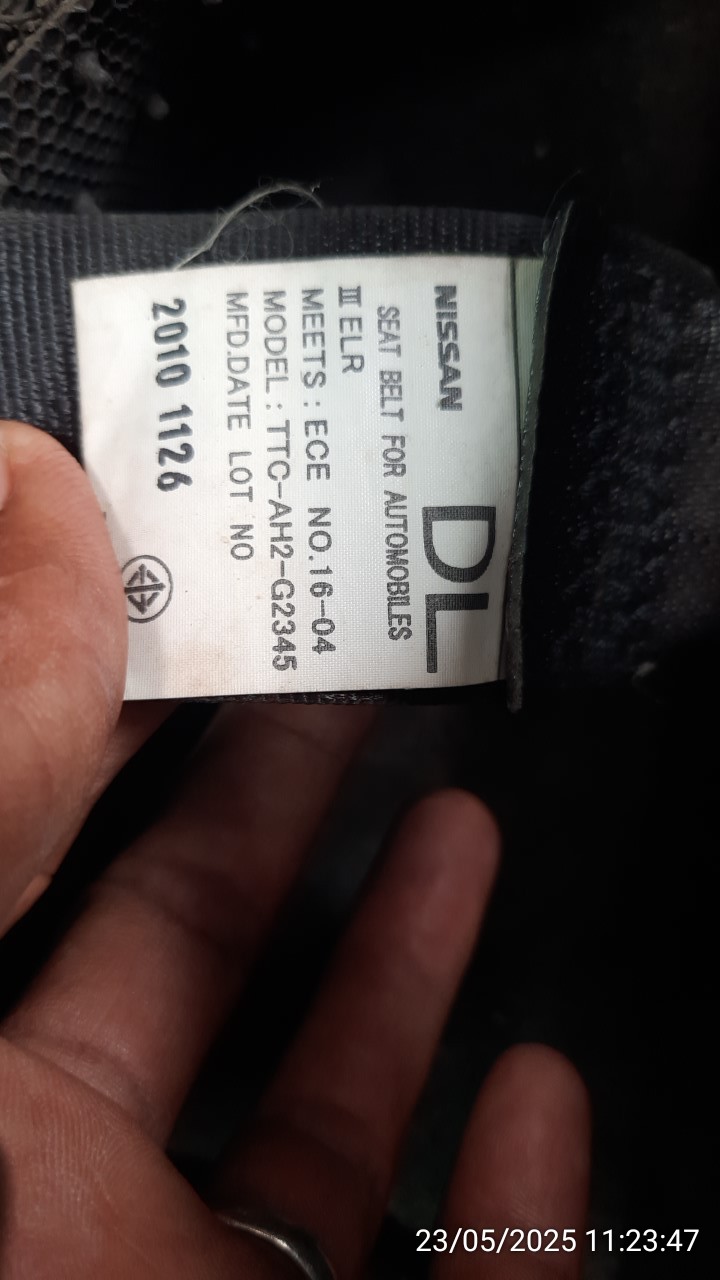 NISSAN DL
SEAT BELT FOR AUTOMOBILES
Ⅲ ELR
MEETS : ECE NO.16-04
MODEL : TTC-AH2-G2345
MFD.DATE LOT NO
2010 1126
23/05/2025 11:23:47